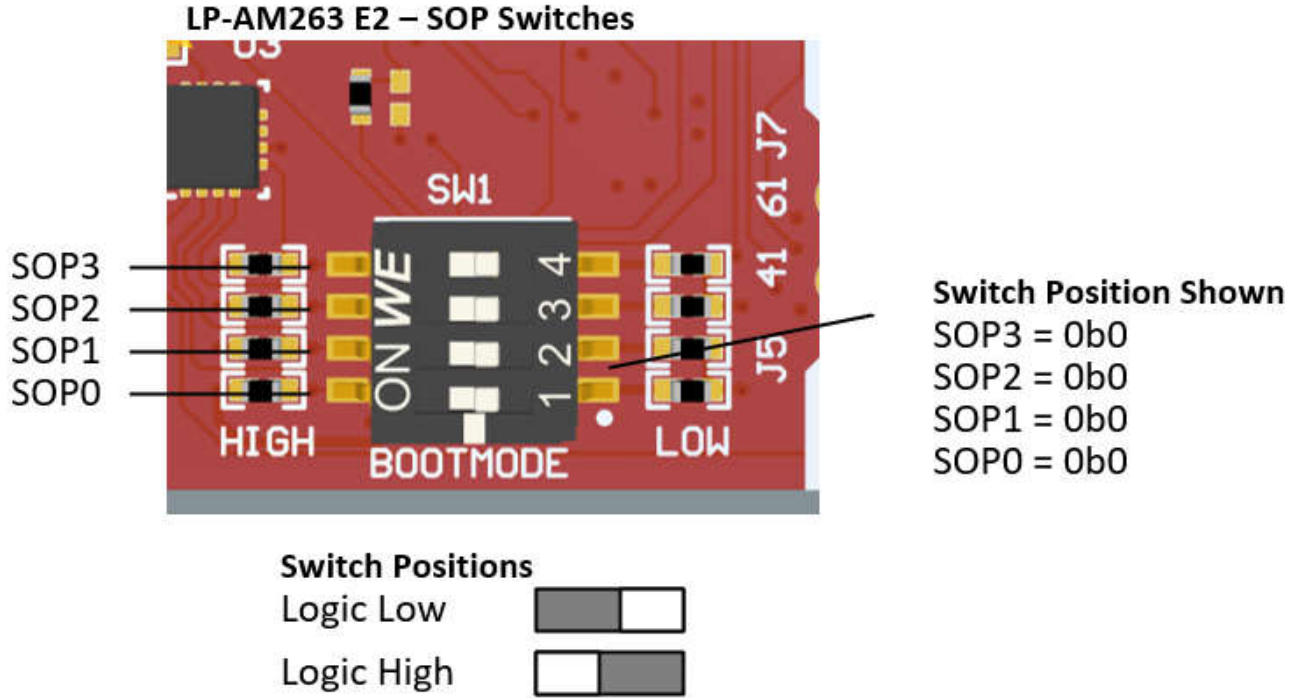 LP-AM263 E2 – SOP Switches
U3
SW1
J7
61
41
J5
SOP3
SOP2
SOP1
SOP0
ON WE
4
3
2
1
HIGH
LOW
BOOTMODE
Switch Position Shown
SOP3 = 0b0
SOP2 = 0b0
SOP1 = 0b0
SOP0 = 0b0
Switch Positions
Logic Low
Logic High